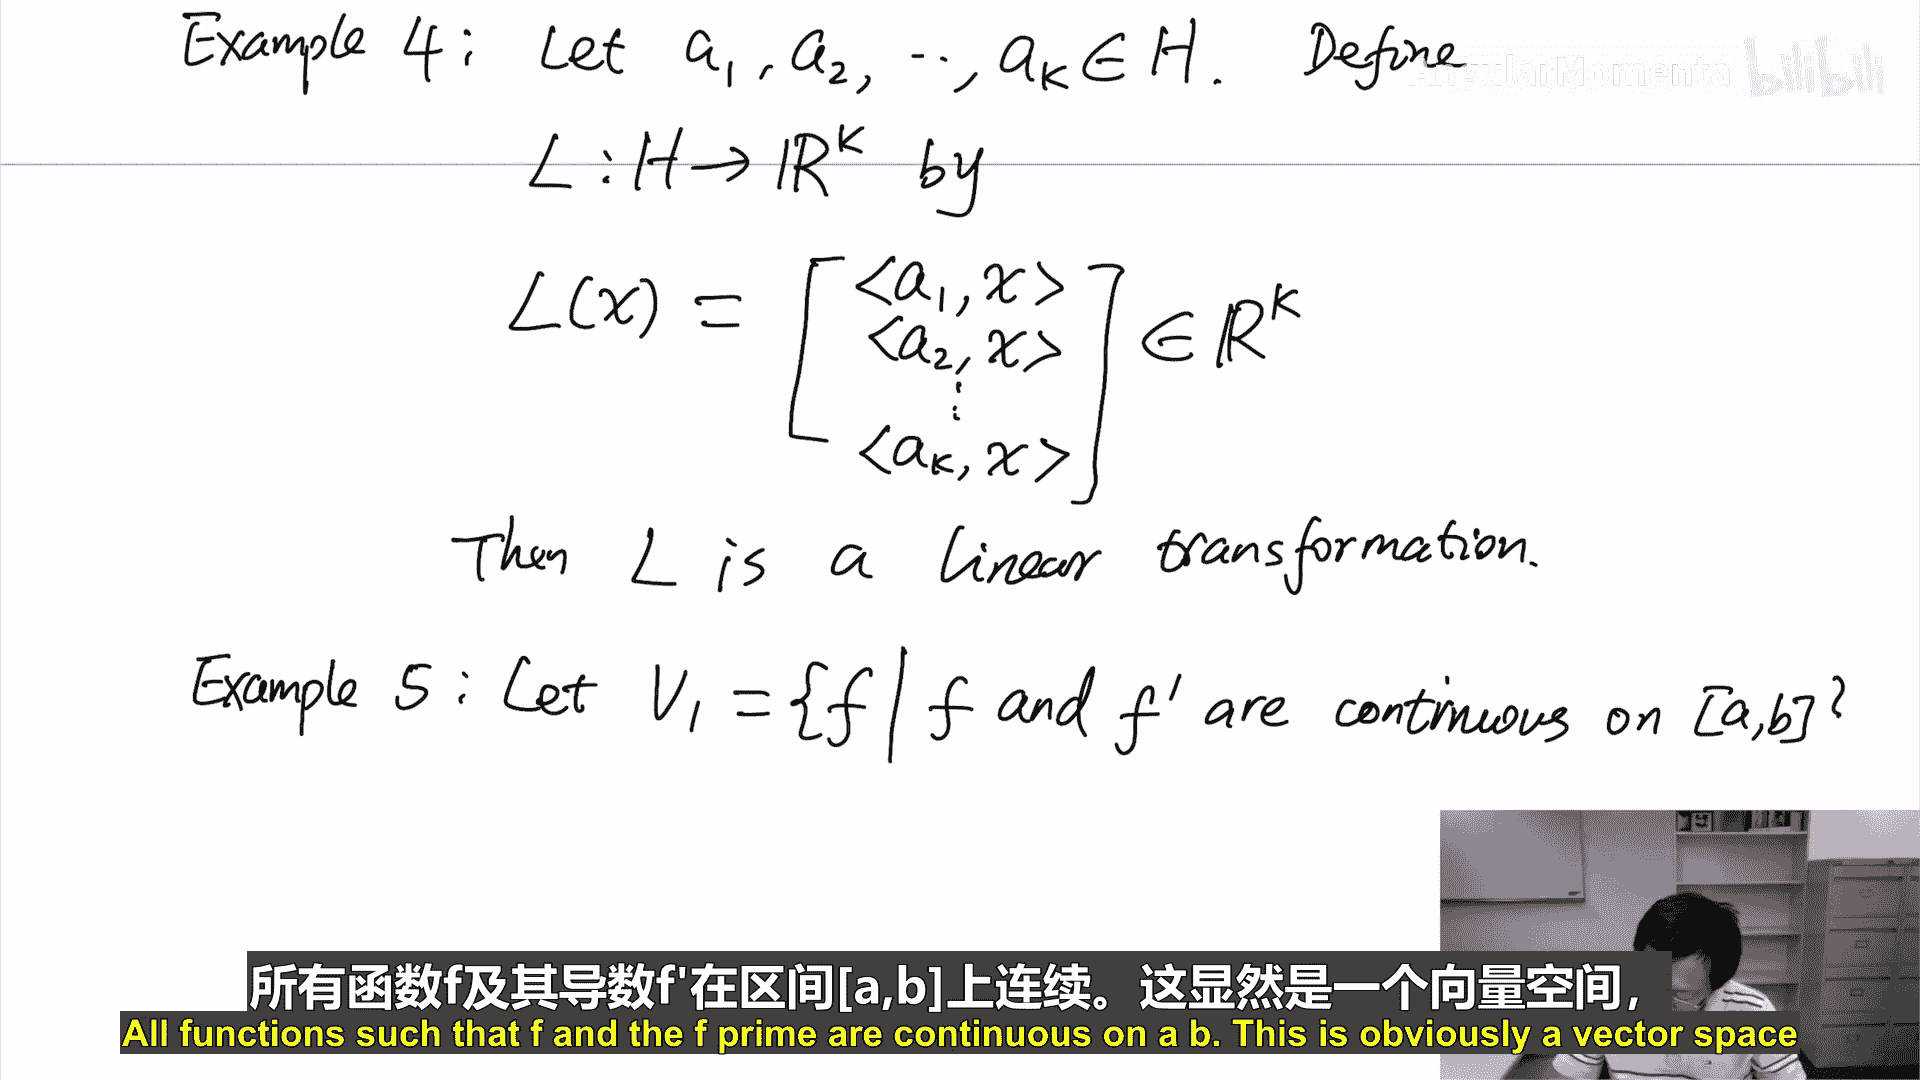 Example 4: Let a₁, a₂, ⋯, aₖ ∈ H. Define
AngularMomenta bilibili
L: H → ℝᴷ by
L(x) = [<a₁, x>
<a₂, x>
⋮
<aₖ, x>] ∈ ℝᴷ
Then L is a linear transformation.
Example 5: Let V₁ = {f | f and f' are continuous on [a,b]}
所有函数f及其导数f'在区间[a,b]上连续。这显然是一个向量空间，
All functions such that f and the f prime are continuous on a b. This is obviously a vector space